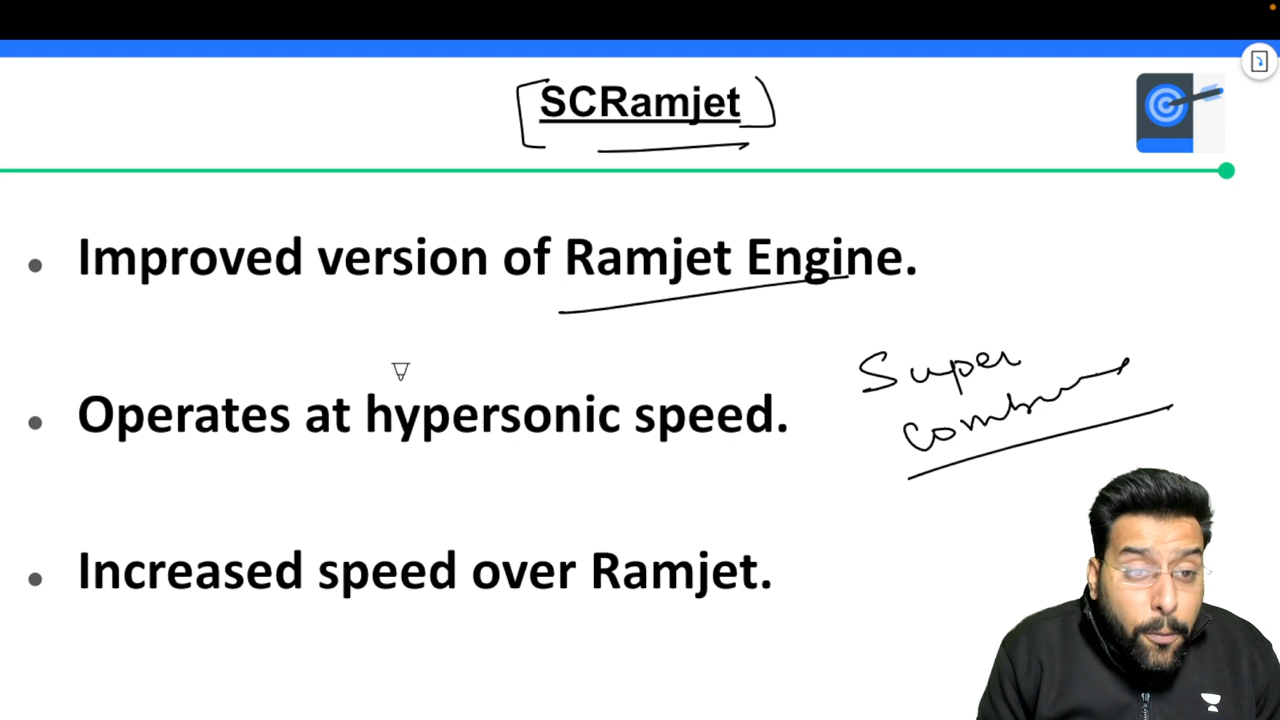 SCRamjet
Improved version of Ramjet Engine.
Super
Operates at hypersonic speed.
Increased speed over Ramjet.